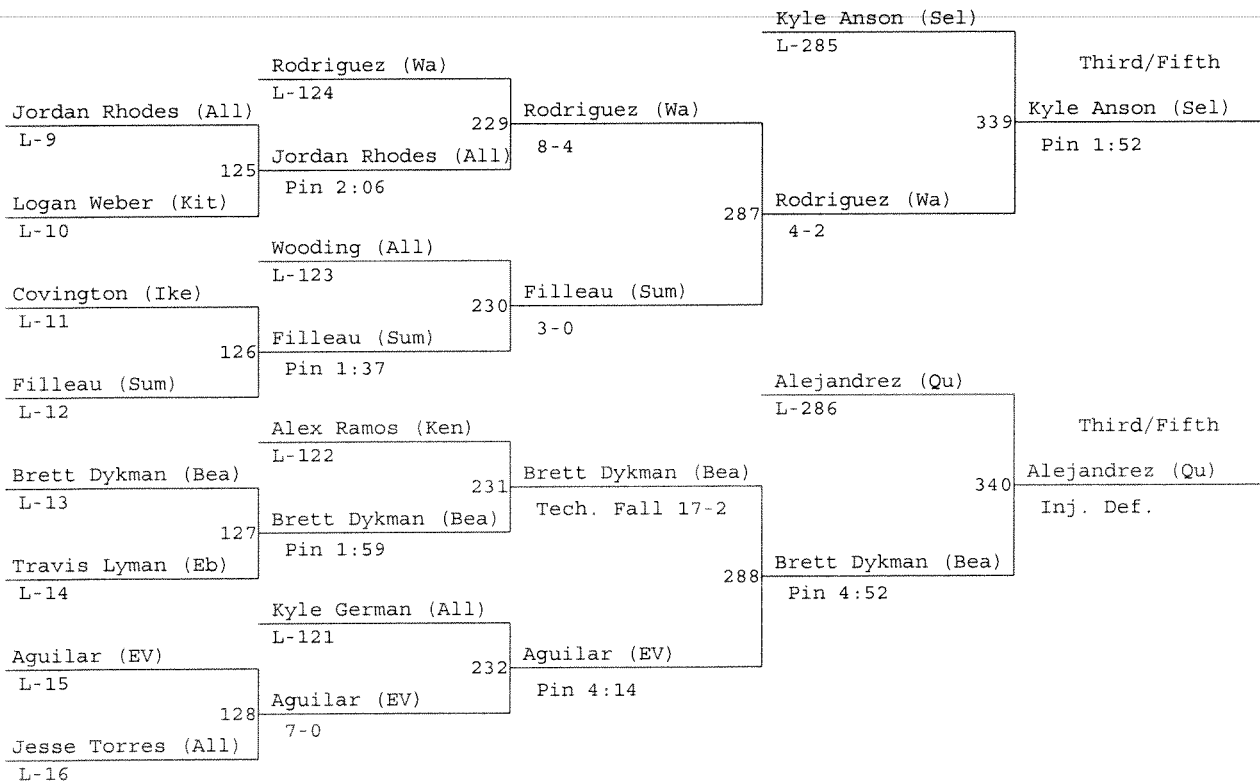 Kyle Anson (Sel)
L-285
Rodriguez (Wa)
L-124
Third/Fifth
Jordan Rhodes (All)
L-9
229
Rodriguez (Wa)
8-4
339
Kyle Anson (Sel)
Pin 1:52
125
Jordan Rhodes (All)
Pin 2:06
Logan Weber (Kit)
L-10
287
Rodriguez (Wa)
4-2
Wooding (All)
L-123
Covington (Ike)
L-11
230
Filleau (Sum)
3-0
126
Filleau (Sum)
Pin 1:37
Filleau (Sum)
L-12
Alejandrez (Qu)
L-286
Alex Ramos (Ken)
L-122
Third/Fifth
Brett Dykman (Bea)
L-13
231
Brett Dykman (Bea)
Tech. Fall 17-2
340
Alejandrez (Qu)
Inj. Def.
127
Brett Dykman (Bea)
Pin 1:59
Travis Lyman (Eb)
L-14
288
Brett Dykman (Bea)
Pin 4:52
Kyle German (All)
L-121
Aguilar (EV)
L-15
232
Aguilar (EV)
Pin 4:14
128
Aguilar (EV)
7-0
Jesse Torres (All)
L-16